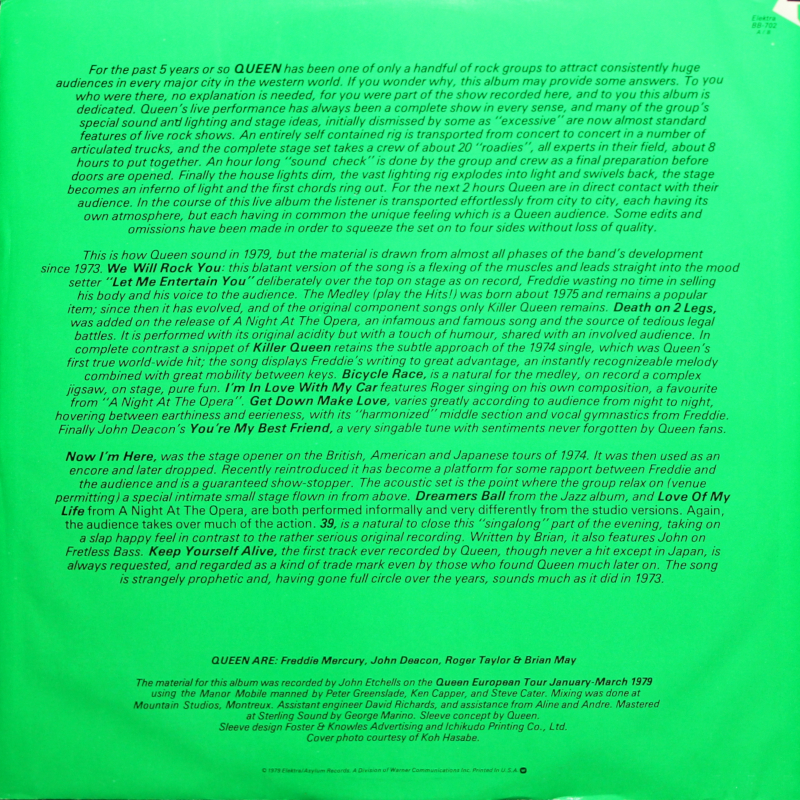 Elektra
BB-702
A / B
For the past 5 years or so QUEEN has been one of only a handful of rock groups to attract consistently huge
audiences in every major city in the western world. If you wonder why, this album may provide some answers. To you
who were there, no explanation is needed, for you were part of the show recorded here, and to you this album is
dedicated. Queen's live performance has always been a complete show in every sense, and many of the group's
special sound and lighting and stage ideas, initially dismissed by some as "excessive" are now almost standard
features of live rock shows. An entirely self contained rig is transported from concert to concert in a number of
articulated trucks, and the complete stage set takes a crew of about 20 "roadies", all experts in their field, about 8
hours to put together. An hour long "sound check" is done by the group and crew as a final preparation before
doors are opened. Finally the house lights dim, the vast lighting rig explodes into light and swivels back, the stage
becomes an inferno of light and the first chords ring out. For the next 2 hours Queen are in direct contact with their
audience. In the course of this live album the listener is transported effortlessly from city to city, each having its
own atmosphere, but each having in common the unique feeling which is a Queen audience. Some edits and
omissions have been made in order to squeeze the set on to four sides without loss of quality.
This is how Queen sound in 1979, but the material is drawn from almost all phases of the band's development
since 1973. We Will Rock You: this blatant version of the song is a flexing of the muscles and leads straight into the mood
setter "Let Me Entertain You" deliberately over the top on stage as on record, Freddie wasting no time in selling
his body and his voice to the audience. The Medley (play the Hits!) was born about 1975 and remains a popular
item; since then it has evolved, and of the original component songs only Killer Queen remains. Death on 2 Legs,
was added on the release of A Night At The Opera, an infamous and famous song and the source of tedious legal
battles. It is performed with its original acidity but with a touch of humour, shared with an involved audience. In
complete contrast a snippet of Killer Queen retains the subtle approach of the 1974 single, which was Queen's
first true world-wide hit; the song displays Freddie's writing to great advantage, an instantly recognizeable melody
combined with great mobility between keys. Bicycle Race, is a natural for the medley, on record a complex
jigsaw, on stage, pure fun. I'm In Love With My Car features Roger singing on his own composition, a favourite
from "A Night At The Opera". Get Down Make Love, varies greatly according to audience from night to night,
hovering between earthiness and eerieness, with its "harmonized" middle section and vocal gymnastics from Freddie.
Finally John Deacon's You're My Best Friend, a very singable tune with sentiments never forgotten by Queen fans.
Now I'm Here, was the stage opener on the British, American and Japanese tours of 1974. It was then used as an
encore and later dropped. Recently reintroduced it has become a platform for some rapport between Freddie and
the audience and is a guaranteed show-stopper. The acoustic set is the point where the group relax on (venue
permitting) a special intimate small stage flown in from above. Dreamers Ball from the Jazz album, and Love Of My
Life from A Night At The Opera, are both performed informally and very differently from the studio versions. Again,
the audience takes over much of the action. 39, is a natural to close this "singalong" part of the evening, taking on
a slap happy feel in contrast to the rather serious original recording. Written by Brian, it also features John on
Fretless Bass. Keep Yourself Alive, the first track ever recorded by Queen, though never a hit except in Japan, is
always requested, and regarded as a kind of trade mark even by those who found Queen much later on. The song
is strangely prophetic and, having gone full circle over the years, sounds much as it did in 1973.
QUEEN ARE: Freddie Mercury, John Deacon, Roger Taylor & Brian May
The material for this album was recorded by John Etchells on the Queen European Tour January-March 1979
using the Manor Mobile manned by Peter Greenslade, Ken Capper, and Steve Cater. Mixing was done at
Mountain Studios, Montreux. Assistant engineer David Richards, and assistance from Aline and Andre. Mastered
at Sterling Sound by George Marino. Sleeve concept by Queen.
Sleeve design Foster & Knowles Advertising and Ichikudo Printing Co., Ltd.
Cover photo courtesy of Koh Hasabe.
© 1979 Elektra/Asylum Records. A Division of Warner Communications Inc. Printed In U.S.A.